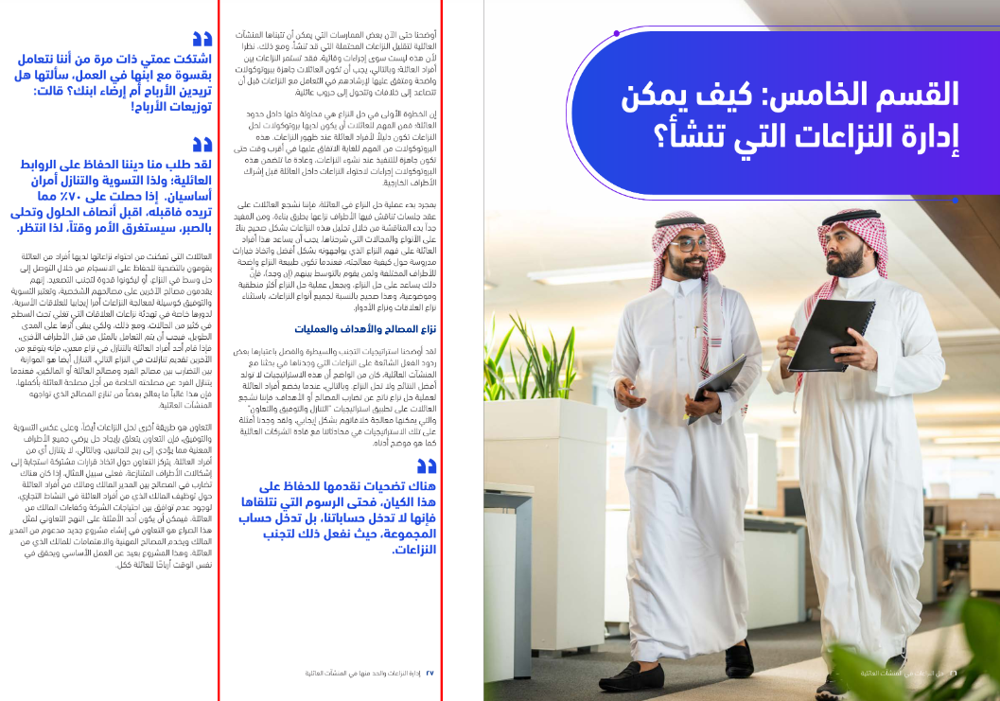 القسم الخامس: كيف يمكن
إدارة النزاعات التي تنشأ؟
حل النزاعات في المنشآت العائلية
أوضحنا حتى الآن بعض الممارسات التي يمكن أن تتبناها المنشآت
العائلية لتقليل النزاعات المحتملة التي قد تنشأ، ومع ذلك، نظرا
لأن هذه ليست سوى إجراءات وقائية، فقد تستمر النزاعات بين
أفراد العائلة؛ وبالتالي، يجب أن تكون العائلات جاهزة ببروتوكولات
واضحة ومتفق عليها لإرشادهم في التعامل مع النزاعات قبل أن
تتصاعد إلى خلافات وتتحول إلى حروب عائلية.
إن الخطوة الأولى في حل النزاع هي محاولة حلها داخل حدود
العائلة؛ فمن المهم للعائلات أن يكون لديها بروتوكولات لحل
النزاعات تكون دليلاً لأفراد العائلة عند ظهور النزاعات. هذه
البروتوكولات من المهم للغاية الاتفاق عليها في أقرب وقت حتى
تكون جاهزة للتنفيذ عند نشوء النزاعات، وعادة ما تتضمن هذه
البروتوكولات إجراءات لاحتواء النزاعات داخل العائلة قبل إشراك
الأطراف الخارجية.
بمجرد بدء عملية حل النزاع في العائلة، فإننا نشجع العائلات على
عقد جلسات تناقش فيها الأطراف نزاعها بطرق بناءة، ومن المفيد
جداً بدء المناقشة من خلال تحليل هذه النزاعات بشكل صحيح بناءً
على الأنواع والمجالات التي شرحناها. يجب أن يساعد هذا أفراد
العائلة على فهم النزاع الذي يواجهونه بشكل أفضل واتخاذ خيارات
مدروسة حول كيفية معالجته، فعندما تكون طبيعة النزاع واضحة
للأطراف المختلفة ولمن يقوم بالتوسط بينهم (إن وجد)، فإنّ
ذلك يساعد على حل النزاع، ويجعل عملية حل النزاع أكثر منطقية
وموضوعية، وهذا صحيح بالنسبة لجميع أنواع النزاعات، باستثناء
نزاع العلاقات ونزاع الأدوار.
نزاع المصالح والأهداف والعمليات
لقد أوضحنا استراتيجيات التجنب والسيطرة والفصل باعتبارها بعض
ردود الفعل الشائعة على النزاعات التي وجدناها في بحثنا مع
المنشآت العائلية، كان من الواضح أن هذه الاستراتيجيات لا تولد
أفضل النتائج ولا تحل النزاع. وبالتالي، عندما يخضع أفراد العائلة
لعملية حل نزاع ناتج عن تضارب المصالح أو الأهداف؛ فإننا نشجع
العائلات على تطبيق استراتيجيات "التنازل والتوفيق والتعاون"
والتي يمكنها معالجة خلافاتهم بشكل إيجابي، ولقد وجدنا أمثلة
على تلك الاستراتيجيات في محادثاتنا مع قادة الشركات العائلية
كما هو موضح أدناه.
هناك تضحيات نقدمها للحفاظ على
هذا الكيان، فحتى الرسوم التي نتلقاها
فإنها لا تدخل حساباتنا، بل تدخل حساب
المجموعة، حيث نفعل ذلك لتجنب
النزاعات.
اشتكت عمتي ذات مرة من أننا نتعامل
بقسوة مع ابنها في العمل، سألتها هل
تريدين الأرباح أم إرضاء ابنك؟ قالت:
توزيعات الأرباح!
لقد طلب منا ديننا الحفاظ على الروابط
العائلية؛ ولذا التسوية والتنازل أمران
أساسيان. إذا حصلت على ٧٠٪ مما
تريده فاقبله، اقبل أنصاف الحلول وتحلى
بالصبر، سيستغرق الأمر وقتاً، لذا انتظر.
العائلات التي تمكنت من احتواء نزاعاتها لديها أفراد من العائلة
يقومون بالتضحية للحفاظ على الانسجام من خلال التوصل إلى
حل وسط في النزاع، أو ليكونوا قدوة لتجنب التصعيد. إنهم
يقدمون مصالح الآخرين على مصالحهم الشخصية، وتعتبر التسوية
والتوفيق كوسيلة لمعالجة النزاعات أمرا إيجابيا للعلاقات الأسرية،
لدورها خاصة في تهدئة نزاعات العلاقات التي تغلي تحت السطح
في كثير من الحالات، ومع ذلك، ولكي يبقى أثرها على المدى
الطويل، فيجب أن يتم التعامل بالمثل من قبل الأطراف الأخرى،
فإذا قام أحد أفراد العائلة بالتنازل في نزاع معين، فإنه يتوقع من
الآخرين تقديم تنازلات في النزاع التالي. التنازل أيضا هو الموازنة
بين التضارب بين مصالح الفرد ومصالح العائلة أو المالكين، فعندما
يتنازل الفرد عن مصلحته الخاصة من أجل مصلحة العائلة بأكملها،
فإن هذا غالباً ما يعالج بعضاً من تنازع المصالح الذي تواجهه
المنشآت العائلية.
التعاون هو طريقة أخرى لحل النزاعات أيضاً، وعلى عكس التسوية
والتوفيق، فإن التعاون يتعلق بإيجاد حل يرضي جميع الأطراف
المعنية مما يؤدي إلى ربح للجانبين، وبالتالي، لا يتنازل أي من
أفراد العائلة. يتركز التعاون حول اتخاذ قرارات مشتركة استجابة إلى
إشكالات الأطراف المتنازعة، فعلى سبيل المثال، إذا كان هناك
تضارب في المصالح بين المدير المالك ومالك من أفراد العائلة
حول توظيف المالك الذي من أفراد العائلة في النشاط التجاري،
لوجود عدم توافق بين احتياجات الشركة وكفاءات المالك من
العائلة. فيمكن أن يكون أحد الأمثلة على النهج التعاوني لمثل
هذا الصراع هو التعاون في إنشاء مشروع جديد مدعوم من المدير
المالك ويخدم المصالح المهنية والاهتمامات للمالك الذي من
العائلة، وهذا المشروع بعيد عن العمل الأساسي ويحقق في
نفس الوقت أرباحًا للعائلة ككل.
٢٧ إدارة النزاعات والحد منها في المنشآت العائلية